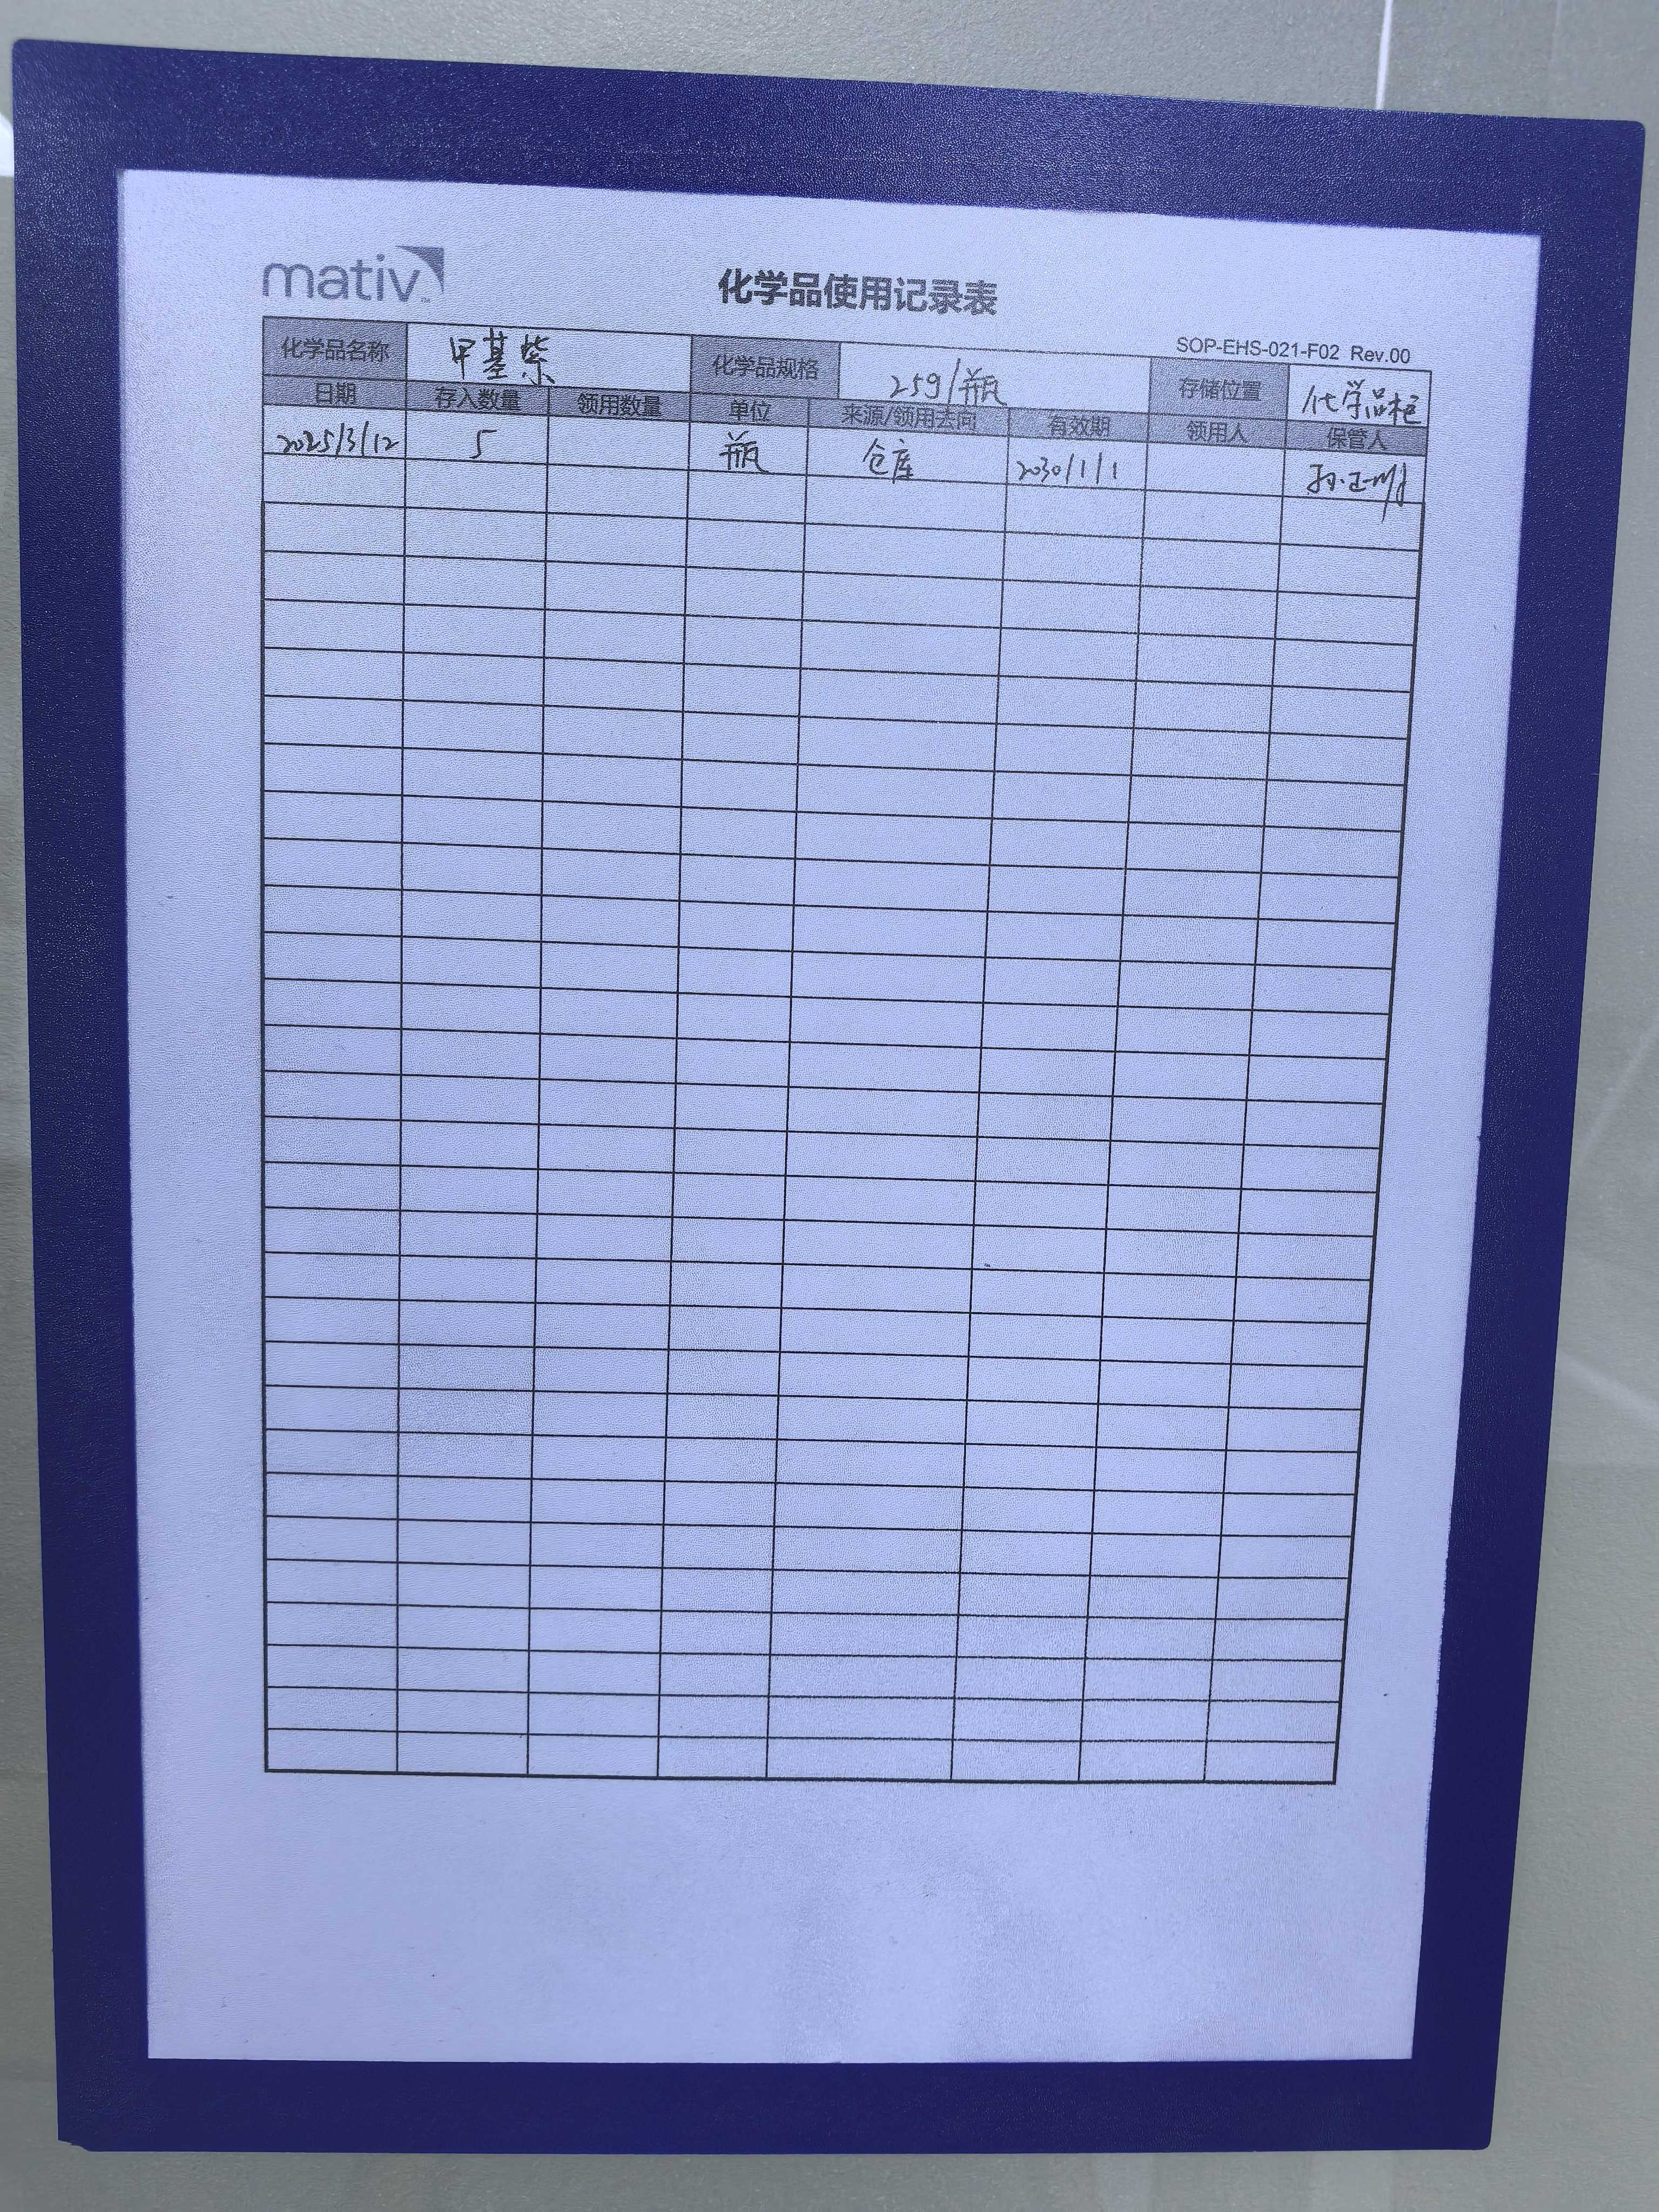 mativ™
化学品使用记录表
SOP-EHS-021-F02 Rev.00
化学品名称 甲基紫 化学品规格 25g/瓶 存储位置 化学品柜
日期 存入数量 领用数量 单位 来源/领用去向 有效期 领用人 保管人
2025/3/12 5 瓶 仓库 2030/1/1